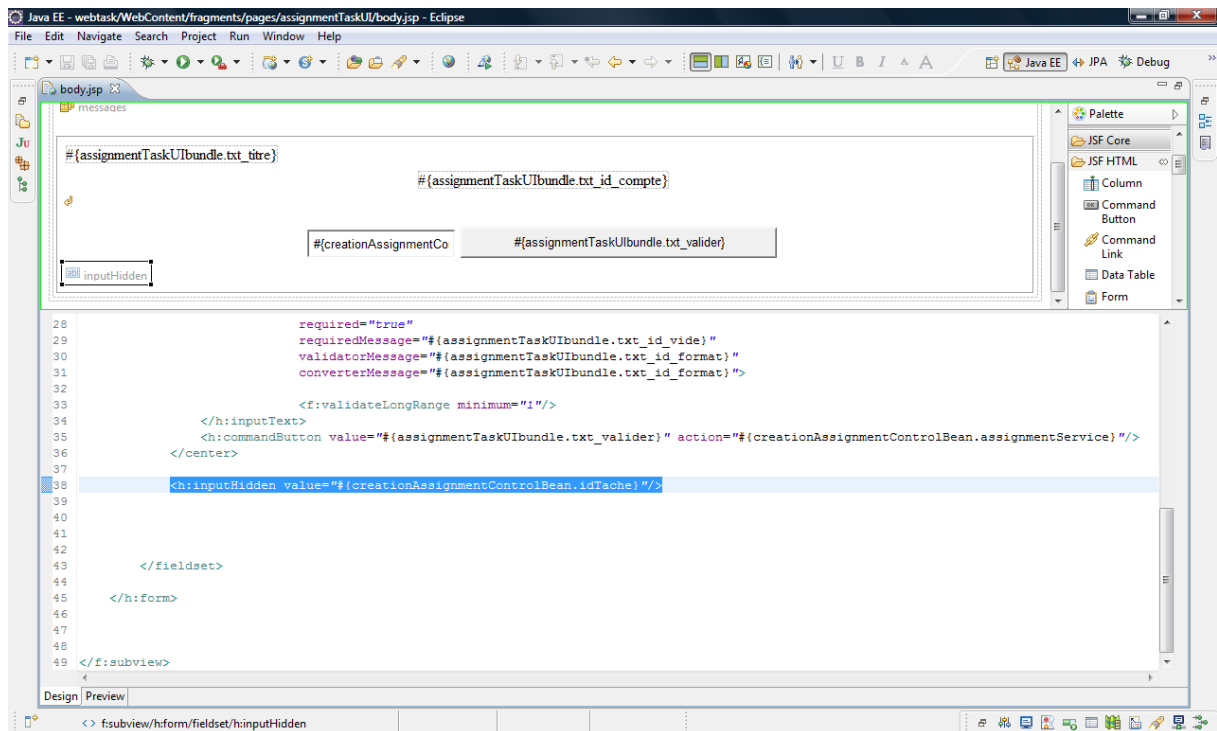 Java EE - webtask/WebContent/fragments/pages/assignmentTaskUI/body.jsp - Eclipse
File Edit Navigate Search Project Run Window Help
U B I A A Java EE JPA Debug
body.jsp
messages
#{assignmentTaskUIbundle.txt_titre}
#{assignmentTaskUIbundle.txt_id_compte}
#{creationAssignmentCo #{assignmentTaskUIbundle.txt_valider}
inputHidden
Palette
JSF Core
JSF HTML
Column
Command
Button
Command
Link
Data Table
Form
Ju
28 required="true"
29 requiredMessage="#{assignmentTaskUIbundle.txt_id_vide}"
30 validatorMessage="#{assignmentTaskUIbundle.txt_id_format}"
31 converterMessage="#{assignmentTaskUIbundle.txt_id_format}">
32
33 <f:validateLongRange minimum="1"/>
34 </h:inputText>
35 <h:commandButton value="#{assignmentTaskUIbundle.txt_valider}" action="#{creationAssignmentControlBean.assignmentService}"/>
36 </center>
37
38 <h:inputHidden value="#{creationAssignmentControlBean.idTache}"/>
39
40
41
42
43 </fieldset>
44
45 </h:form>
46
47
48
49 </f:subview>
Design Preview
<> f:subview/h:form/fieldset/h:inputHidden